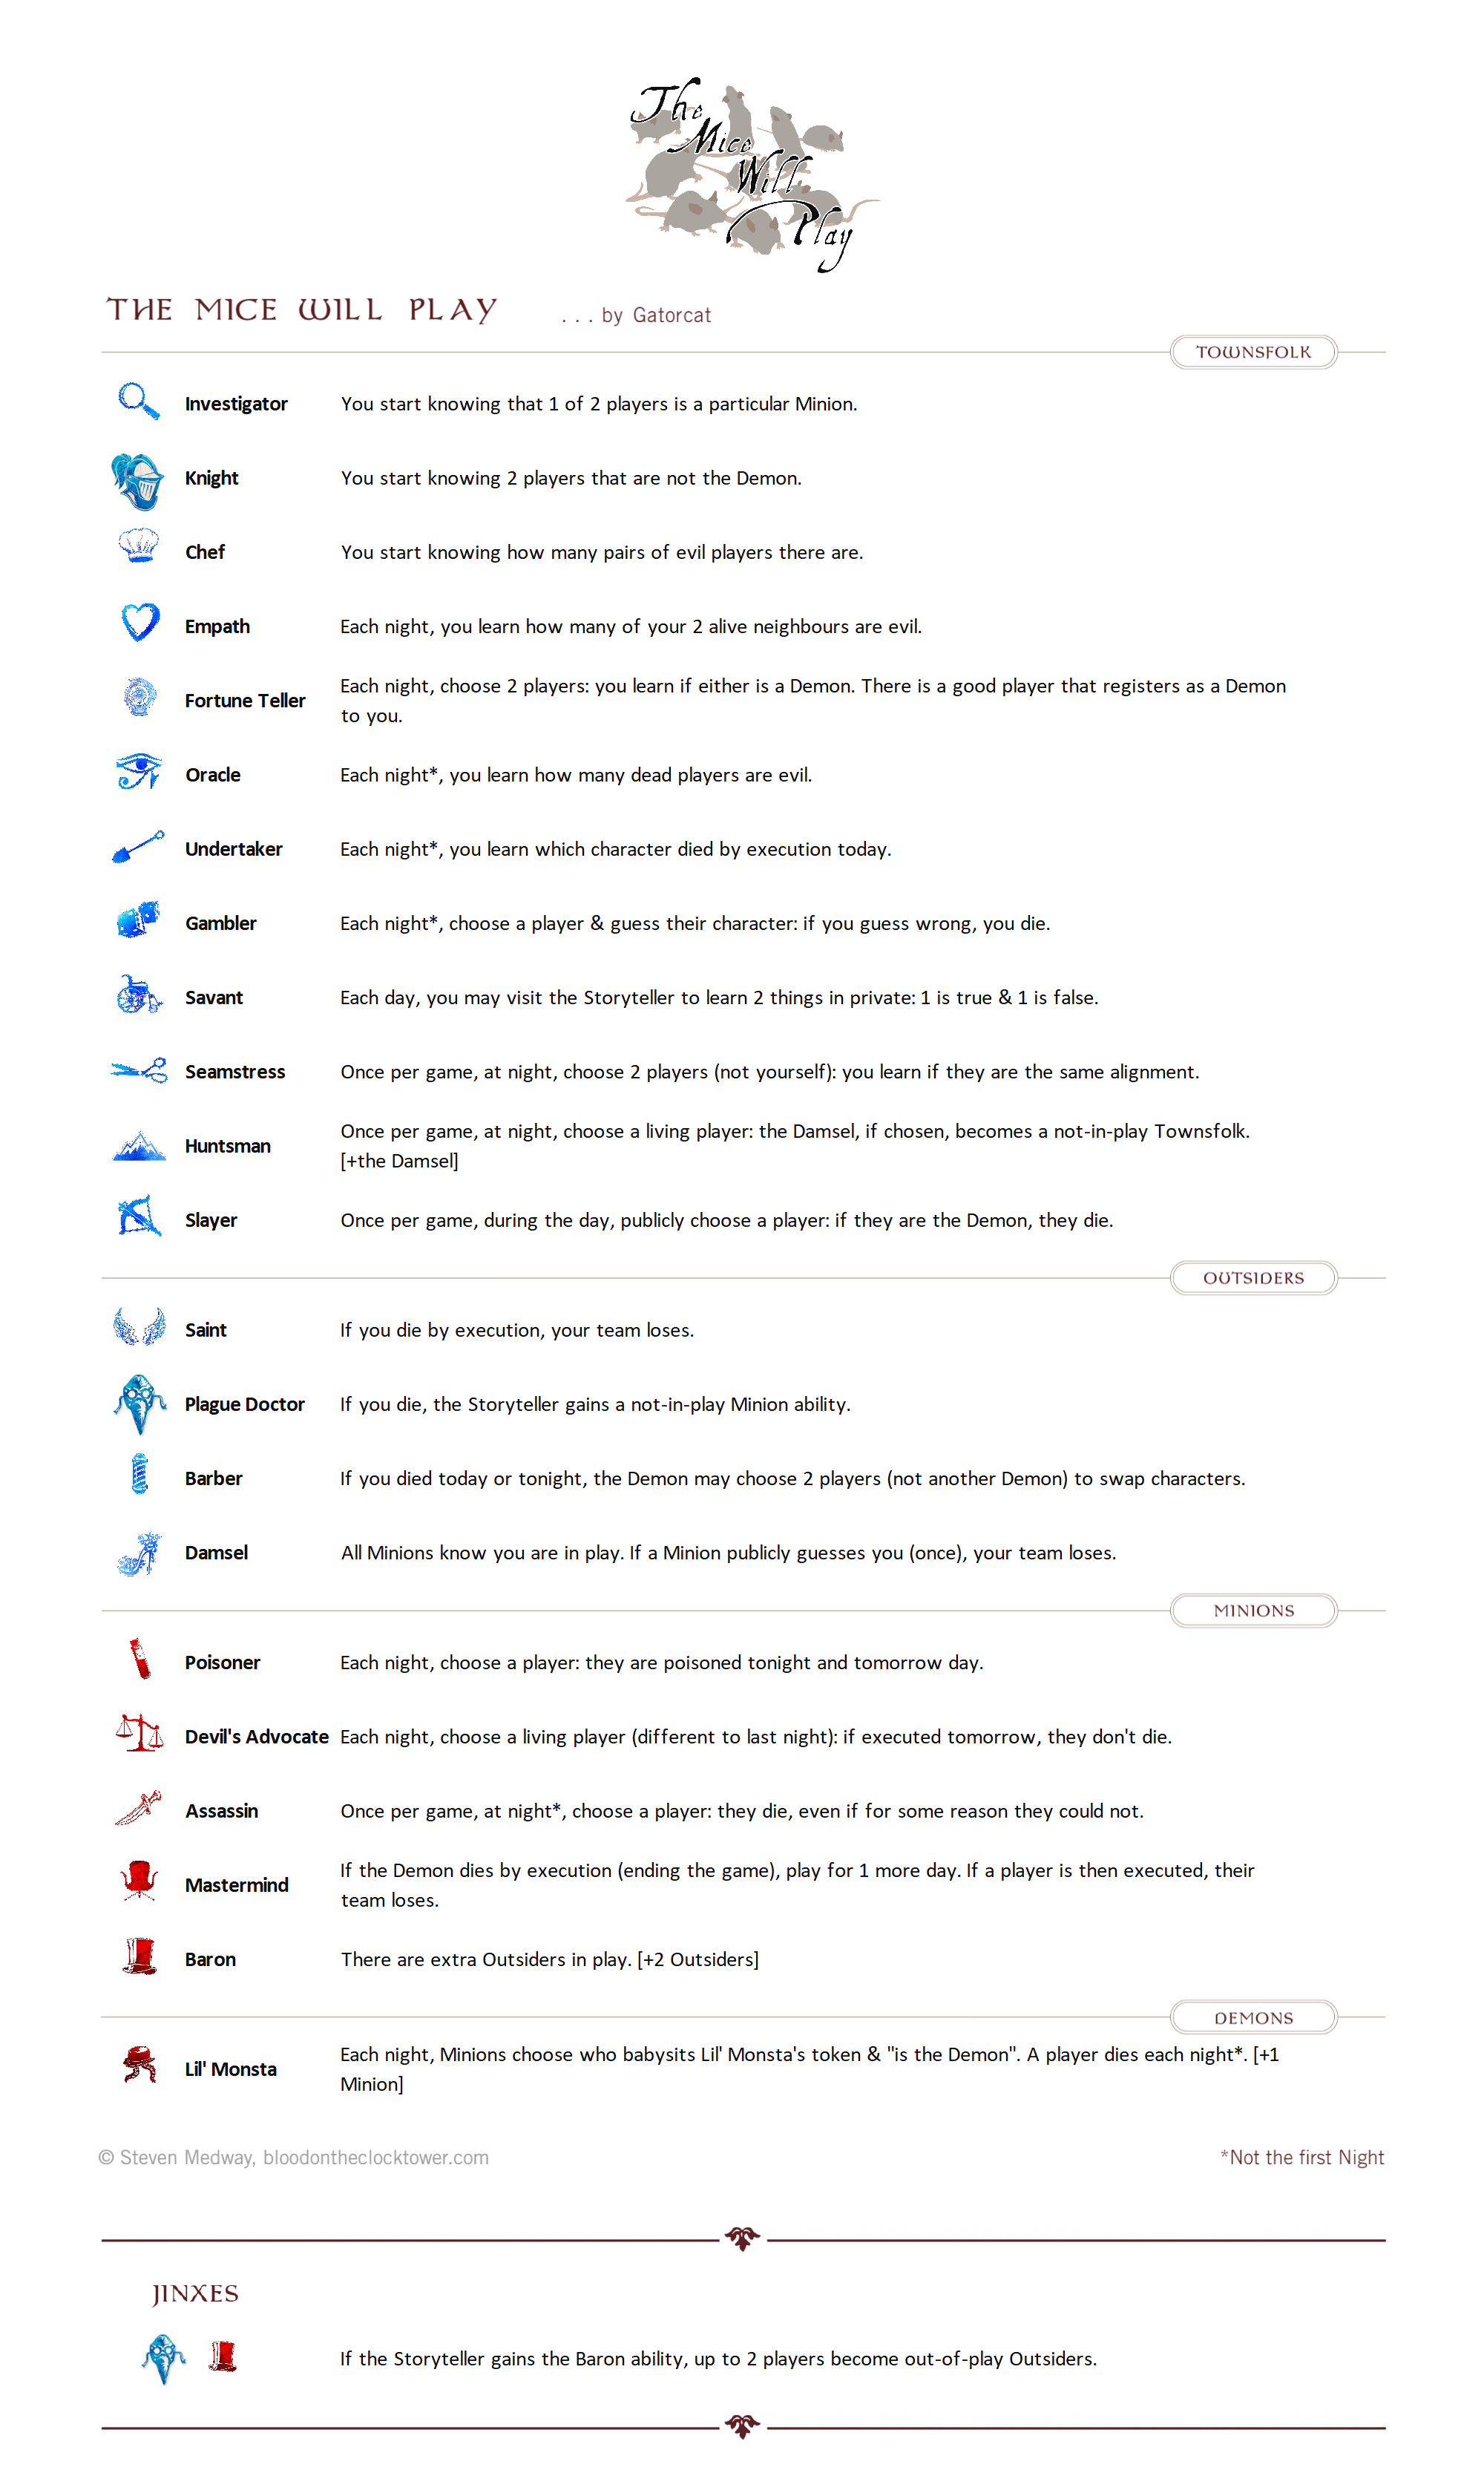 The
Mice
Will
Play
THE MICE WILL PLAY . . . by Gatorcat
TOWNSFOLK
Investigator You start knowing that 1 of 2 players is a particular Minion.
Knight You start knowing 2 players that are not the Demon.
Chef You start knowing how many pairs of evil players there are.
Empath Each night, you learn how many of your 2 alive neighbours are evil.
Fortune Teller Each night, choose 2 players: you learn if either is a Demon. There is a good player that registers as a Demon
to you.
Oracle Each night*, you learn how many dead players are evil.
Undertaker Each night*, you learn which character died by execution today.
Gambler Each night*, choose a player & guess their character: if you guess wrong, you die.
Savant Each day, you may visit the Storyteller to learn 2 things in private: 1 is true & 1 is false.
Seamstress Once per game, at night, choose 2 players (not yourself): you learn if they are the same alignment.
Huntsman Once per game, at night, choose a living player: the Damsel, if chosen, becomes a not-in-play Townsfolk.
[+the Damsel]
Slayer Once per game, during the day, publicly choose a player: if they are the Demon, they die.
OUTSIDERS
Saint If you die by execution, your team loses.
Plague Doctor If you die, the Storyteller gains a not-in-play Minion ability.
Barber If you died today or tonight, the Demon may choose 2 players (not another Demon) to swap characters.
Damsel All Minions know you are in play. If a Minion publicly guesses you (once), your team loses.
MINIONS
Poisoner Each night, choose a player: they are poisoned tonight and tomorrow day.
Devil's Advocate Each night, choose a living player (different to last night): if executed tomorrow, they don't die.
Assassin Once per game, at night*, choose a player: they die, even if for some reason they could not.
Mastermind If the Demon dies by execution (ending the game), play for 1 more day. If a player is then executed, their
team loses.
Baron There are extra Outsiders in play. [+2 Outsiders]
DEMONS
Lil' Monsta Each night, Minions choose who babysits Lil' Monsta's token & "is the Demon". A player dies each night*. [+1
Minion]
© Steven Medway, bloodontheclocktower.com *Not the first Night
JINXES
If the Storyteller gains the Baron ability, up to 2 players become out-of-play Outsiders.